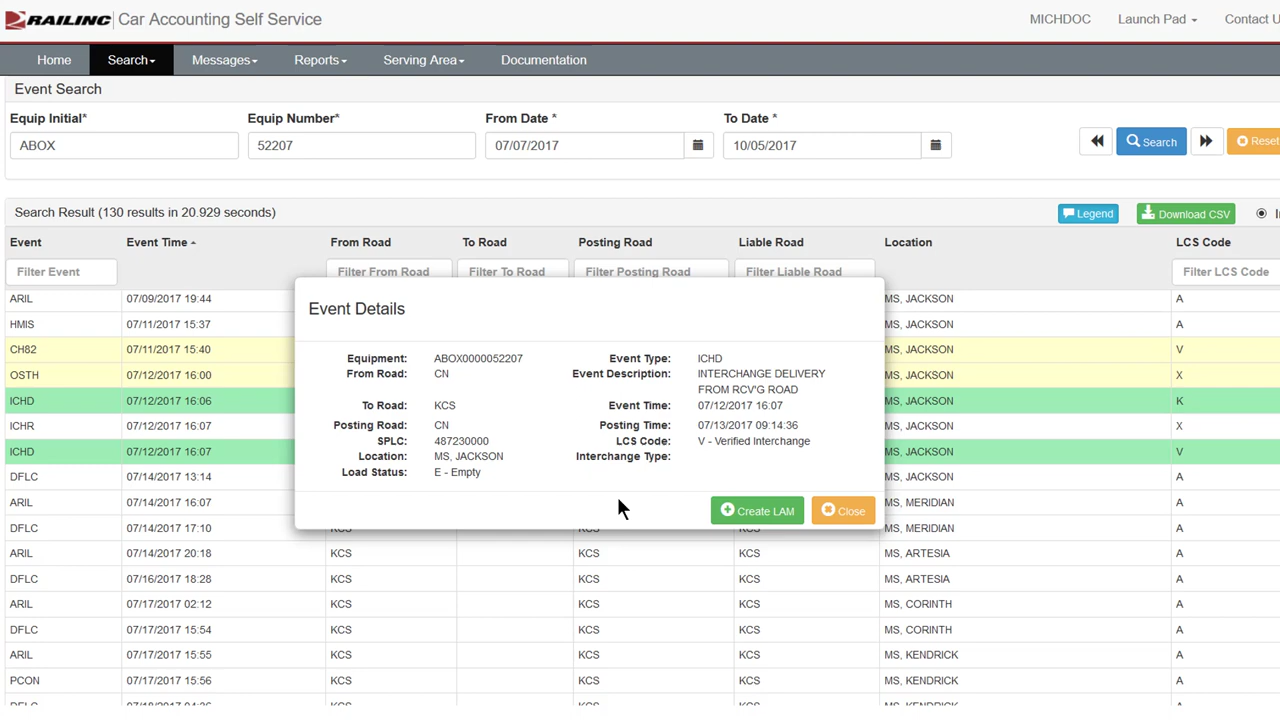 RAILINC Car Accounting Self Service MICHDOC Launch Pad Contact U
Home Search Messages Reports Serving Area Documentation
Event Search
Equip Initial* Equip Number* From Date * To Date *
ABOX 52207 07/07/2017 10/05/2017 Search Reset
Search Result (130 results in 20.929 seconds) Legend Download CSV
Event Event Time From Road To Road Posting Road Liable Road Location LCS Code
Filter Event Filter From Road Filter To Road Filter Posting Road Filter Liable Road Filter LCS Code
ARIL 07/09/2017 19:44 MS, JACKSON A
HMIS 07/11/2017 15:37 MS, JACKSON A
CH82 07/11/2017 15:40 MS, JACKSON V
OSTH 07/12/2017 16:00 MS, JACKSON X
ICHD 07/12/2017 16:06 MS, JACKSON K
ICHR 07/12/2017 16:07 MS, JACKSON X
ICHD 07/12/2017 16:07 MS, JACKSON V
DFLC 07/14/2017 13:14 MS, JACKSON A
ARIL 07/14/2017 16:07 MS, MERIDIAN A
DFLC 07/14/2017 17:10 KCS KCS KCS MS, MERIDIAN A
Event Details
Equipment: ABOX0000052207 Event Type: ICHD
From Road: CN Event Description: INTERCHANGE DELIVERY
FROM RCV'G ROAD
To Road: KCS Event Time: 07/12/2017 16:07
Posting Road: CN Posting Time: 07/13/2017 09:14:36
SPLC: 487230000 LCS Code: V - Verified Interchange
Location: MS, JACKSON Interchange Type:
Load Status: E - Empty
Create LAM Close
ARIL 07/14/2017 20:18 KCS KCS KCS MS, ARTESIA A
DFLC 07/16/2017 18:28 KCS KCS KCS MS, ARTESIA A
ARIL 07/17/2017 02:12 KCS KCS KCS MS, CORINTH A
DFLC 07/17/2017 15:54 KCS KCS KCS MS, CORINTH A
ARIL 07/17/2017 15:55 KCS KCS KCS MS, KENDRICK A
PCON 07/17/2017 15:56 KCS KCS KCS MS, KENDRICK A
DFLC 07/18/2017 KCS KCS KCS MS, KENDRICK A